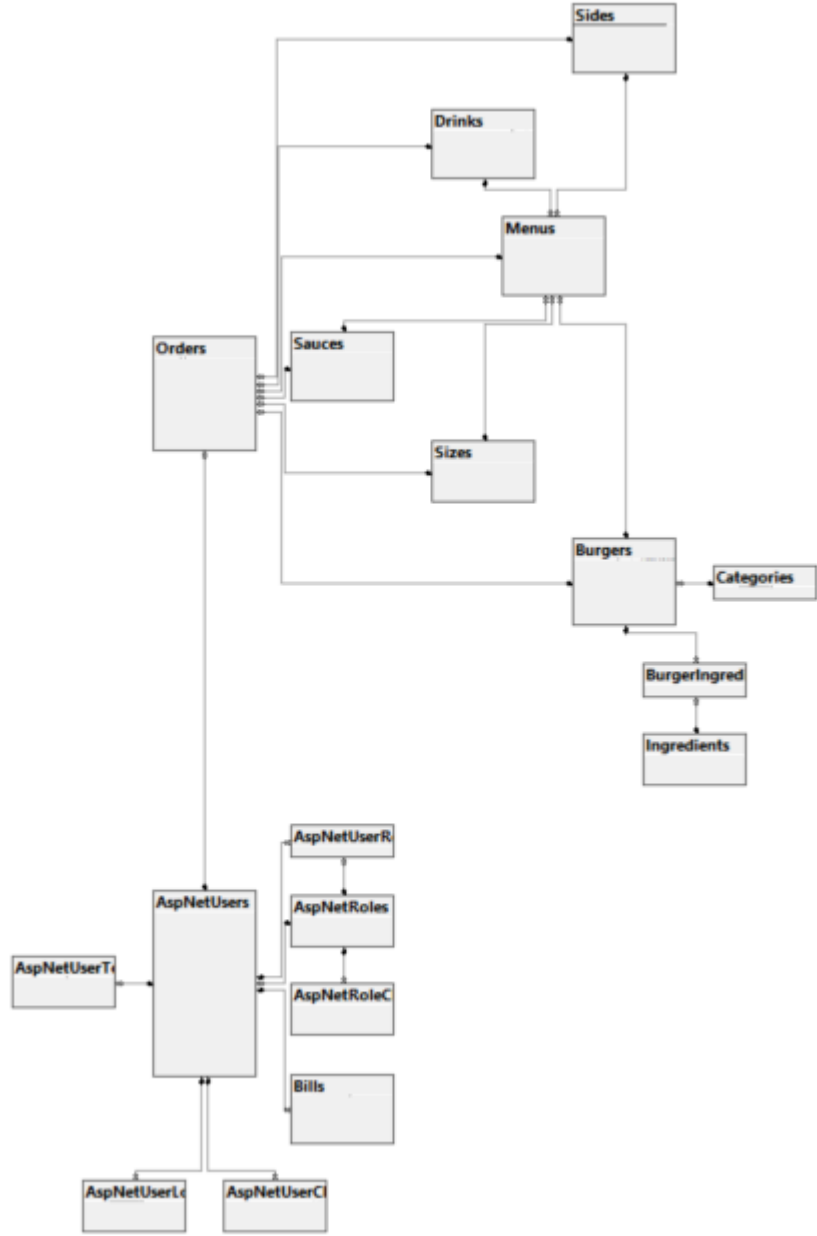 Sides
Drinks
Menus
Orders
Sauces
Sizes
Burgers
Categories
BurgerIngred
Ingredients
AspNetUserR
AspNetUsers
AspNetRoles
AspNetUserT
AspNetRoleC
Bills
AspNetUserL
AspNetUserCl